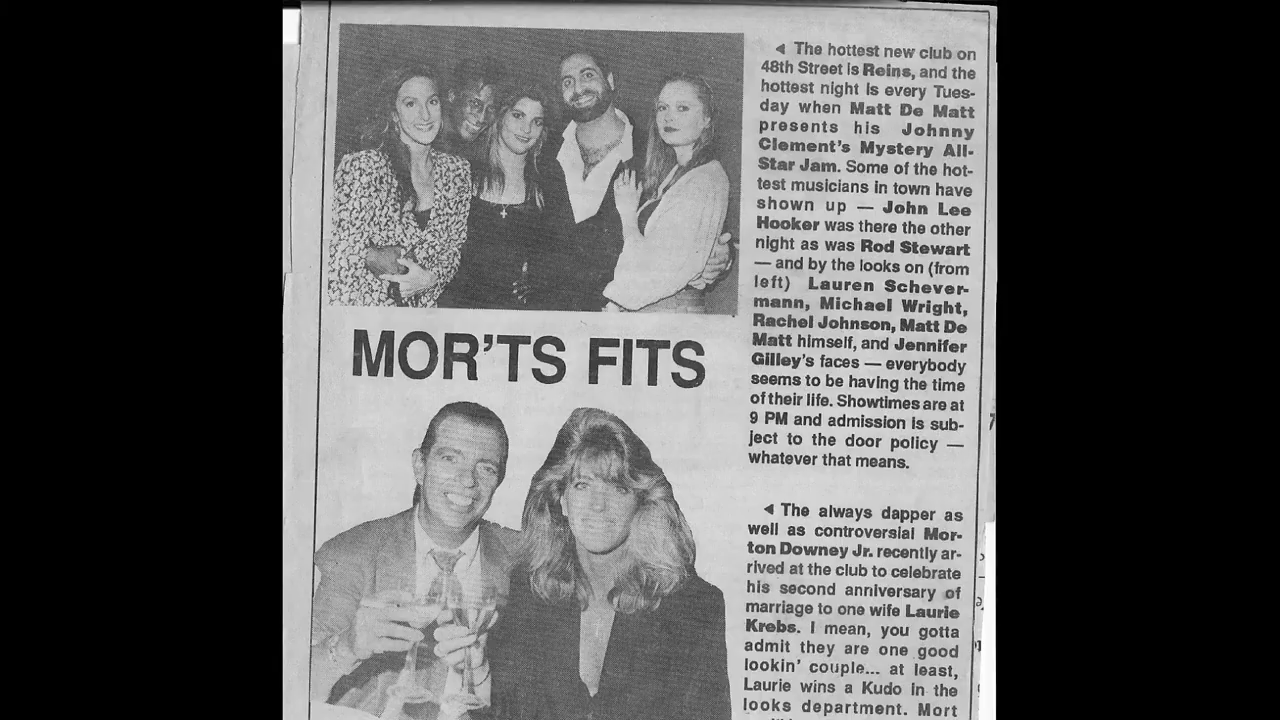 ◄ The hottest new club on
48th Street is Reins, and the
hottest night is every Tues-
day when Matt De Matt
presents his Johnny
Clement's Mystery All-
Star Jam. Some of the hot-
test musicians in town have
shown up — John Lee
Hooker was there the other
night as was Rod Stewart
— and by the looks on (from
left) Lauren Schever-
mann, Michael Wright,
Rachel Johnson, Matt De
Matt himself, and Jennifer
Gilley's faces — everybody
seems to be having the time
of their life. Showtimes are at
9 PM and admission is sub-
ject to the door policy —
whatever that means.
MOR'TS FITS
◄ The always dapper as
well as controversial Mor-
ton Downey Jr. recently ar-
rived at the club to celebrate
his second anniversary of
marriage to one wife Laurie
Krebs. I mean, you gotta
admit they are one good
lookin' couple... at least,
Laurie wins a Kudo in the
looks department. Mort